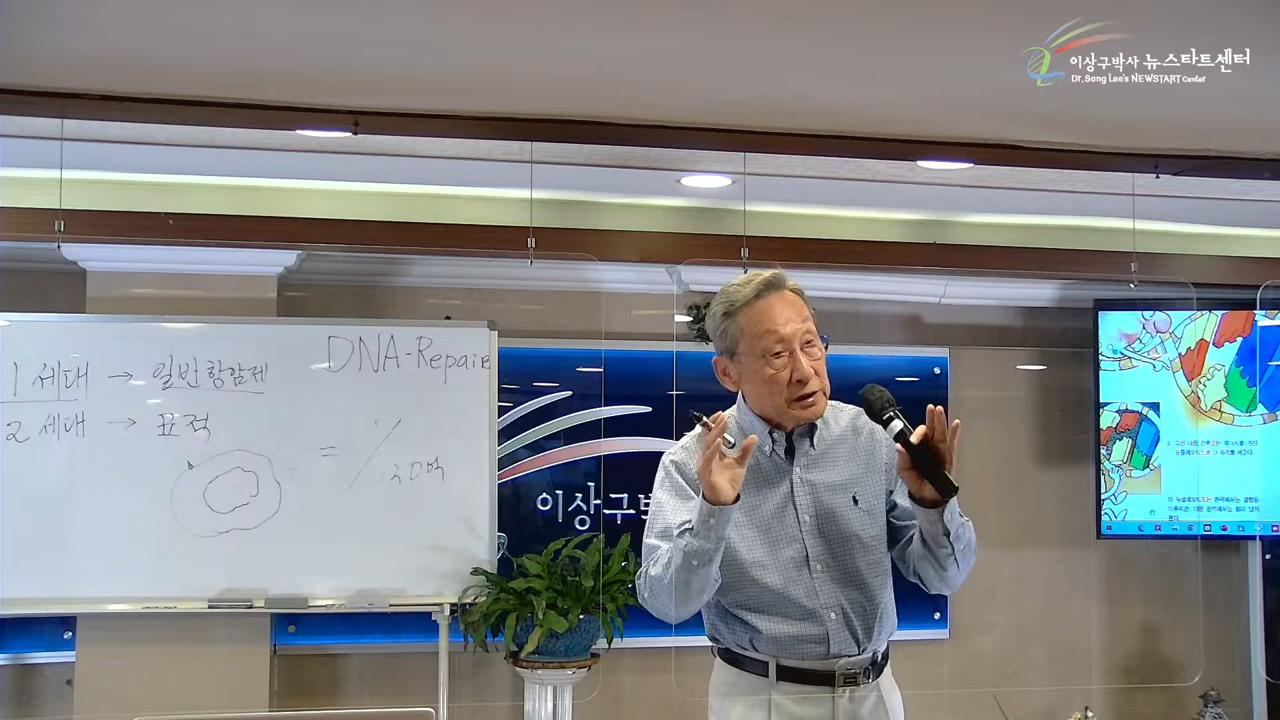 이상구박사 뉴스타트센터
Dr. Sang Lee's NEWSTART Center
DNA-Repair
1 세대 → 일반항암제
2 세대 → 표적
= 1/20억
이상구